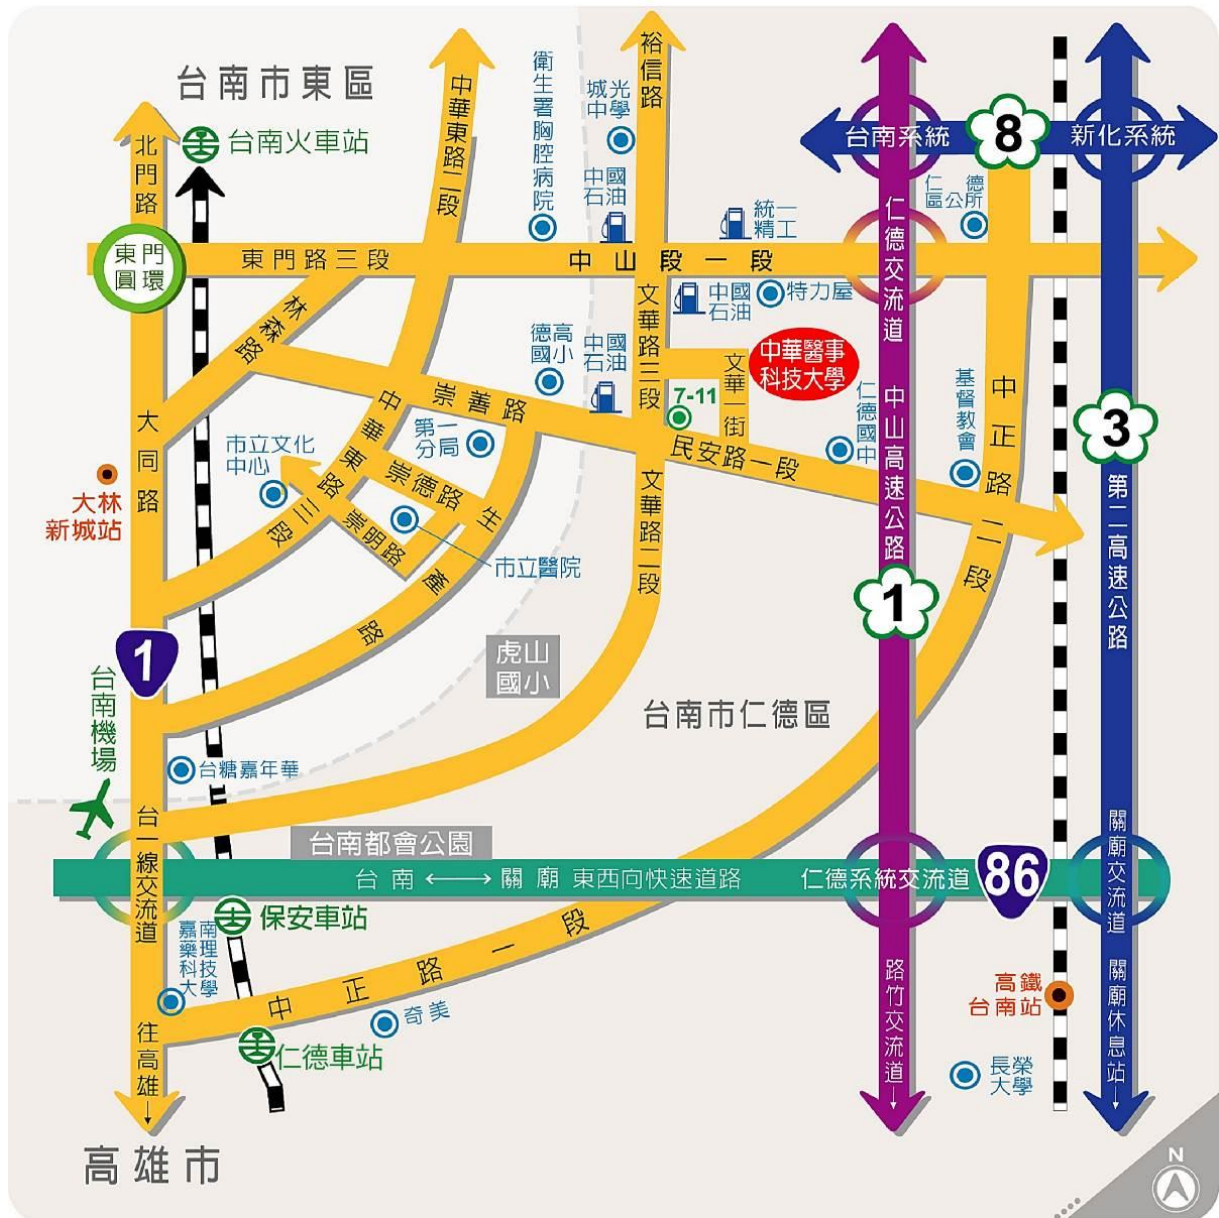 台南市東區
台南火車站
北門路
東門
圓環
東門路三段
中華東路二段
衛生署胸腔病院
城光
中學
中國
石油
裕信路
統一
精工
中山段一段
台南系統
8
新化系統
仁德
區公所
仁德交流道
林森路
德高
國小
中國
石油
文華路三段
中國
石油
特力屋
中華醫事
科技大學
文華一街
7-11
崇善路
中華東路三段
第一
分局
市立文化
中心
崇德路
崇明路
市立醫院
生產路
民安路一段
仁德
國中
中山高速公路
1
基督教會
中正路二段
3
第二高速公路
大同路
大林
新城站
文華路二段
虎山
國小
台南市仁德區
1
台南機場
台糖嘉年華
台一線交流道
台南都會公園
台南 ←→ 關廟 東西向快速道路
仁德系統交流道
86
關廟交流道
保安車站
嘉南
藥理
科技
大學
中正路一段
奇美
仁德車站
往高雄↓
高雄市
路竹交流道↓
高鐵
台南站
長榮
大學
關廟休息站↓
N